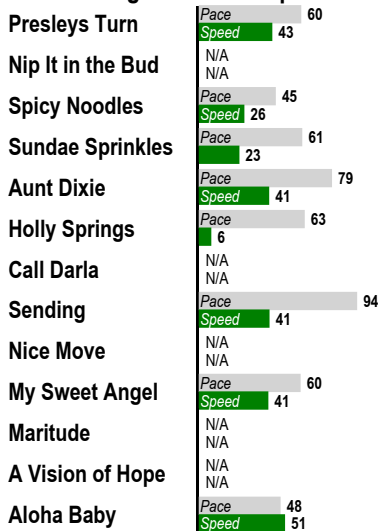 Presleys Turn
Pace 60
Speed 43
Nip It in the Bud
N/A
N/A
Spicy Noodles
Pace 45
Speed 26
Sundae Sprinkles
Pace 61
23
Aunt Dixie
Pace 79
Speed 41
Holly Springs
Pace 63
6
Call Darla
N/A
N/A
Sending
Pace 94
Speed 41
Nice Move
N/A
N/A
My Sweet Angel
Pace 60
Speed 41
Maritude
N/A
N/A
A Vision of Hope
N/A
N/A
Aloha Baby
Pace 48
Speed 51